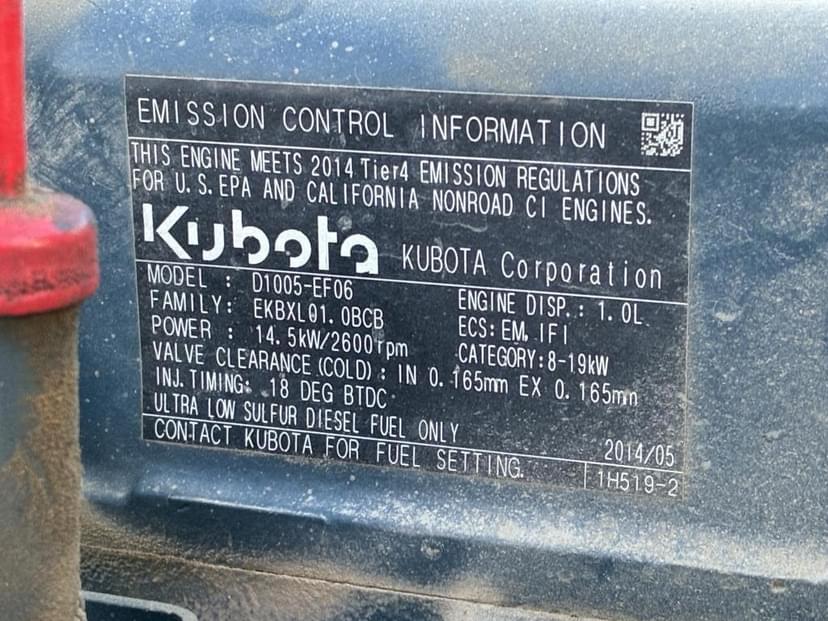 EMISSION CONTROL INFORMATION
THIS ENGINE MEETS 2014 Tier4 EMISSION REGULATIONS
FOR U.S. EPA AND CALIFORNIA NONROAD CI ENGINES.
Kubota KUBOTA Corporation
MODEL : D1005-EF06 ENGINE DISP.: 1.0L
FAMILY: EKBXL01.0BCB ECS: EM, IFI
POWER : 14.5kW/2600rpm CATEGORY:8-19kW
VALVE CLEARANCE (COLD) : IN 0.165mm EX 0.165mm
INJ.TIMING: 18 DEG BTDC
ULTRA LOW SULFUR DIESEL FUEL ONLY 2014/05
CONTACT KUBOTA FOR FUEL SETTING. 1H519-2